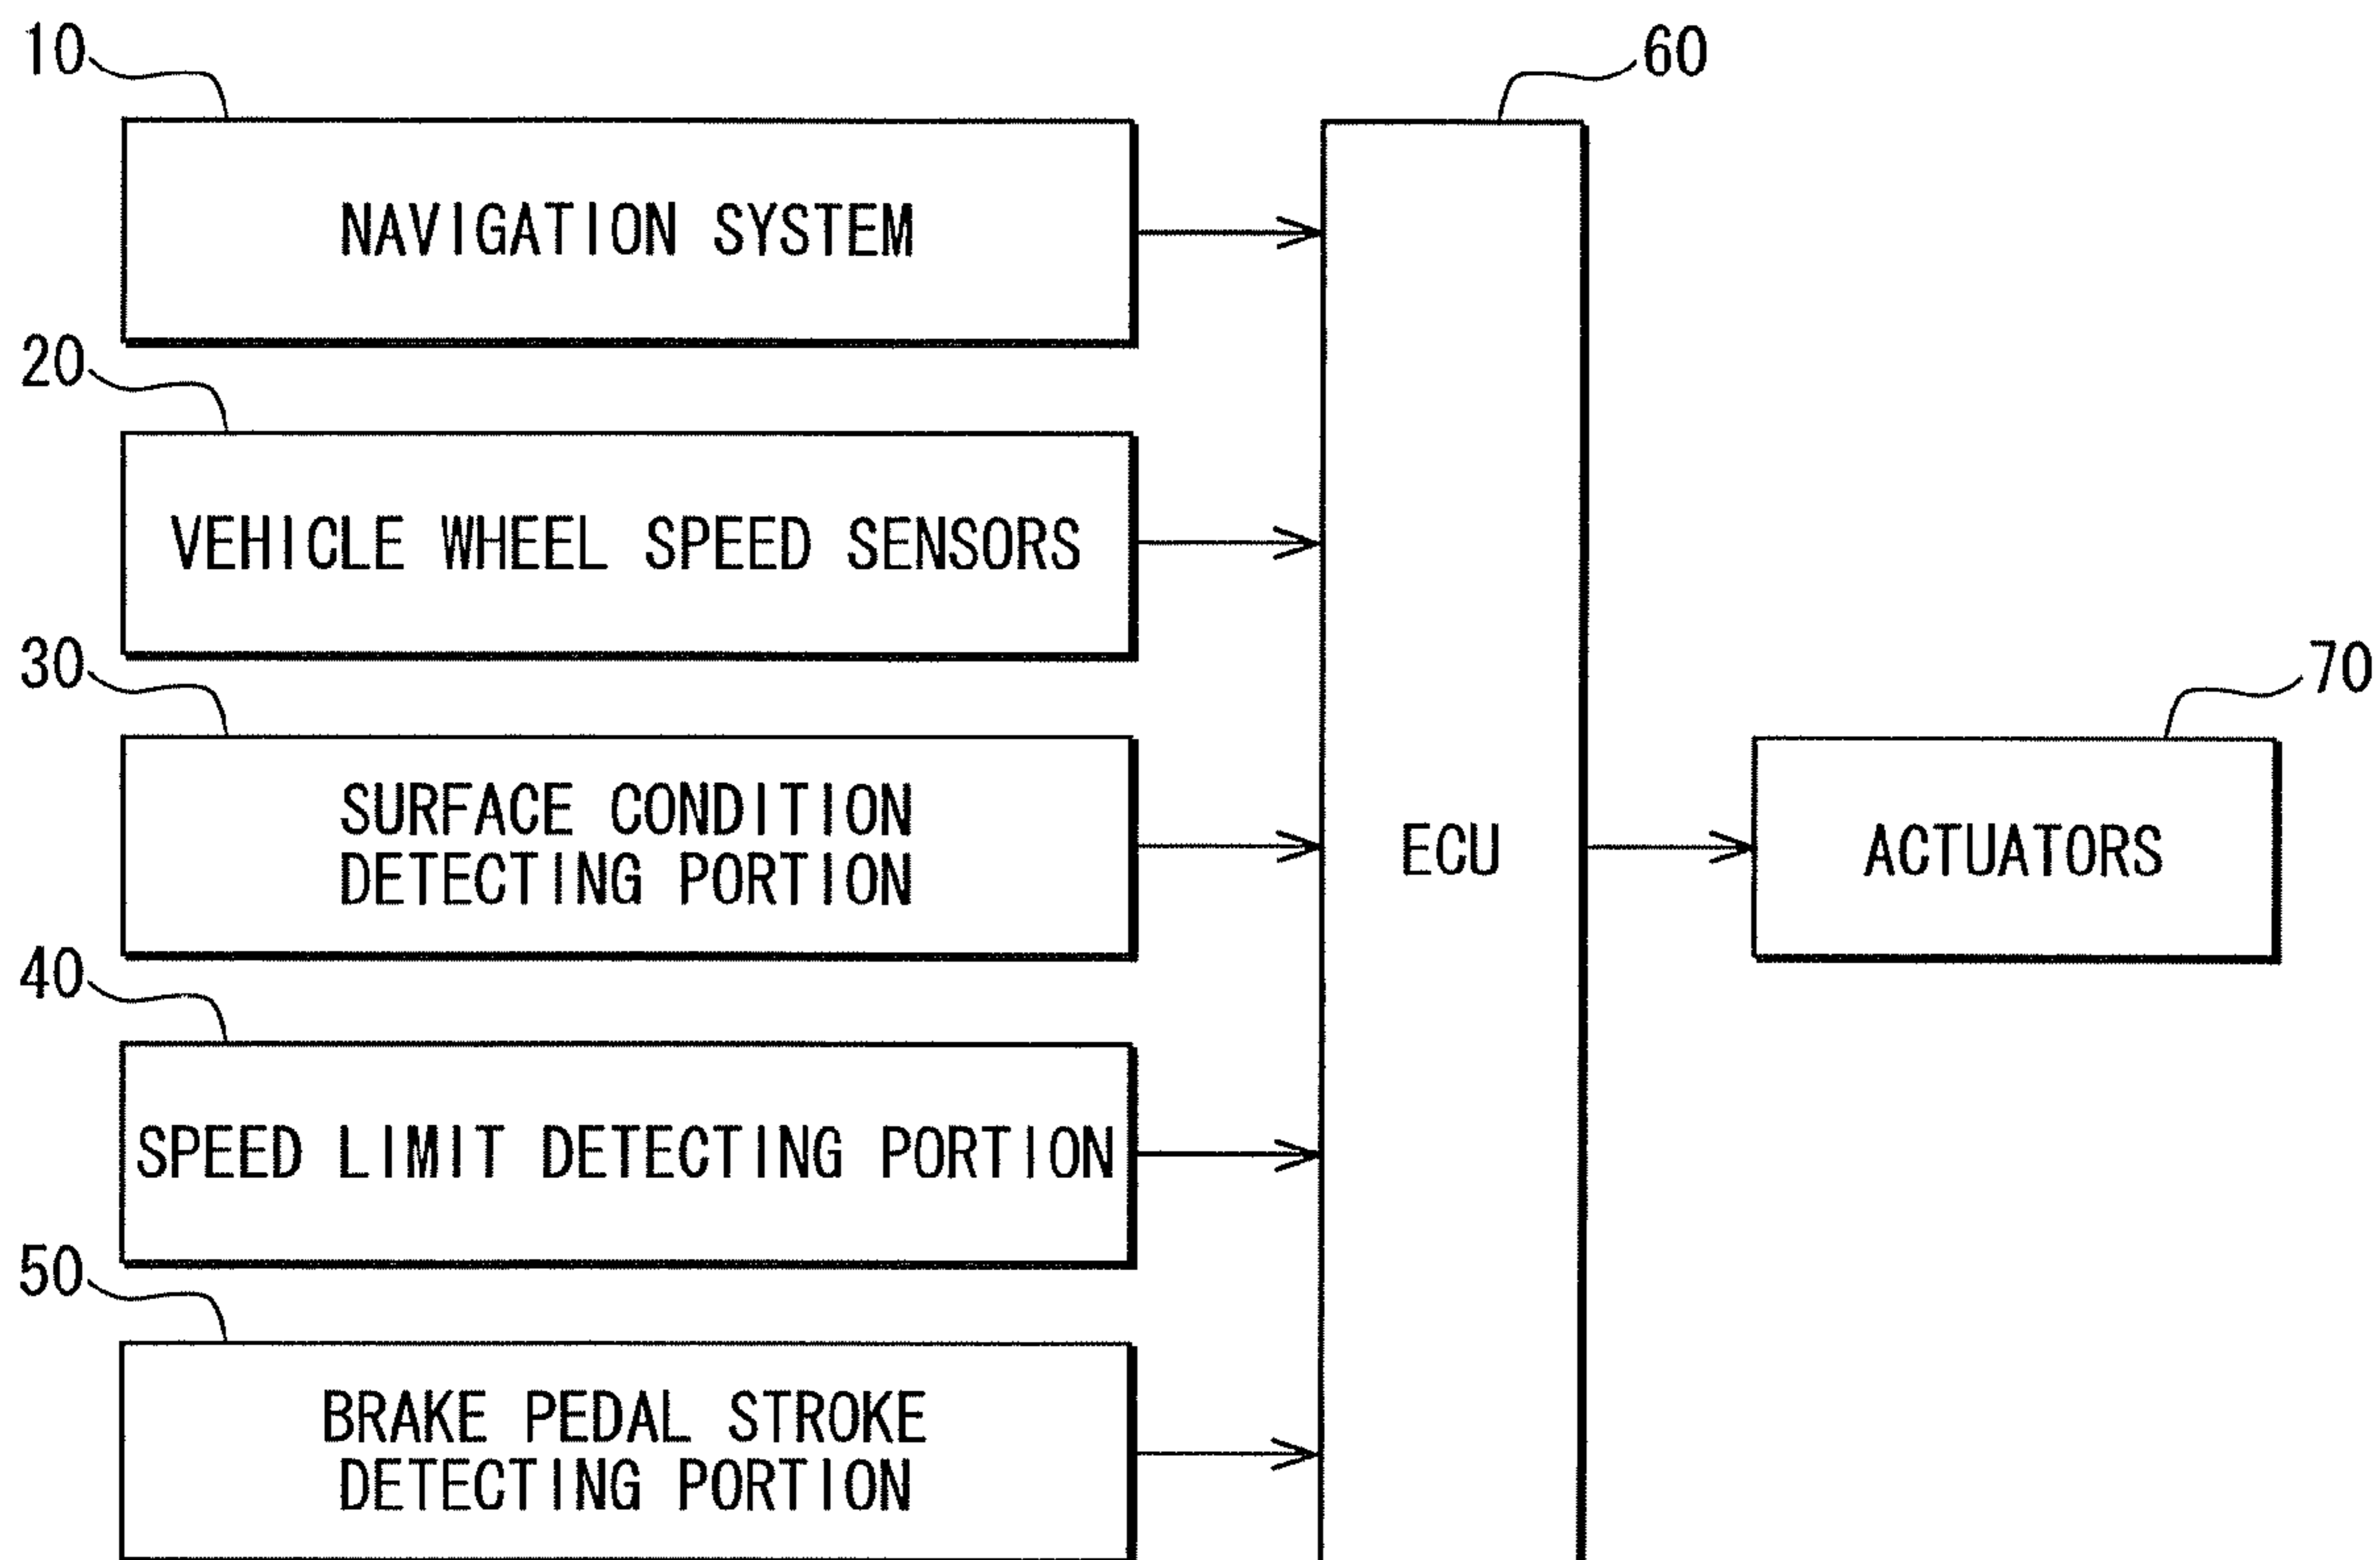 10
60
NAVIGATION SYSTEM
20
VEHICLE WHEEL SPEED SENSORS
30
SURFACE CONDITION
DETECTING PORTION
ECU
70
ACTUATORS
40
SPEED LIMIT DETECTING PORTION
50
BRAKE PEDAL STROKE
DETECTING PORTION